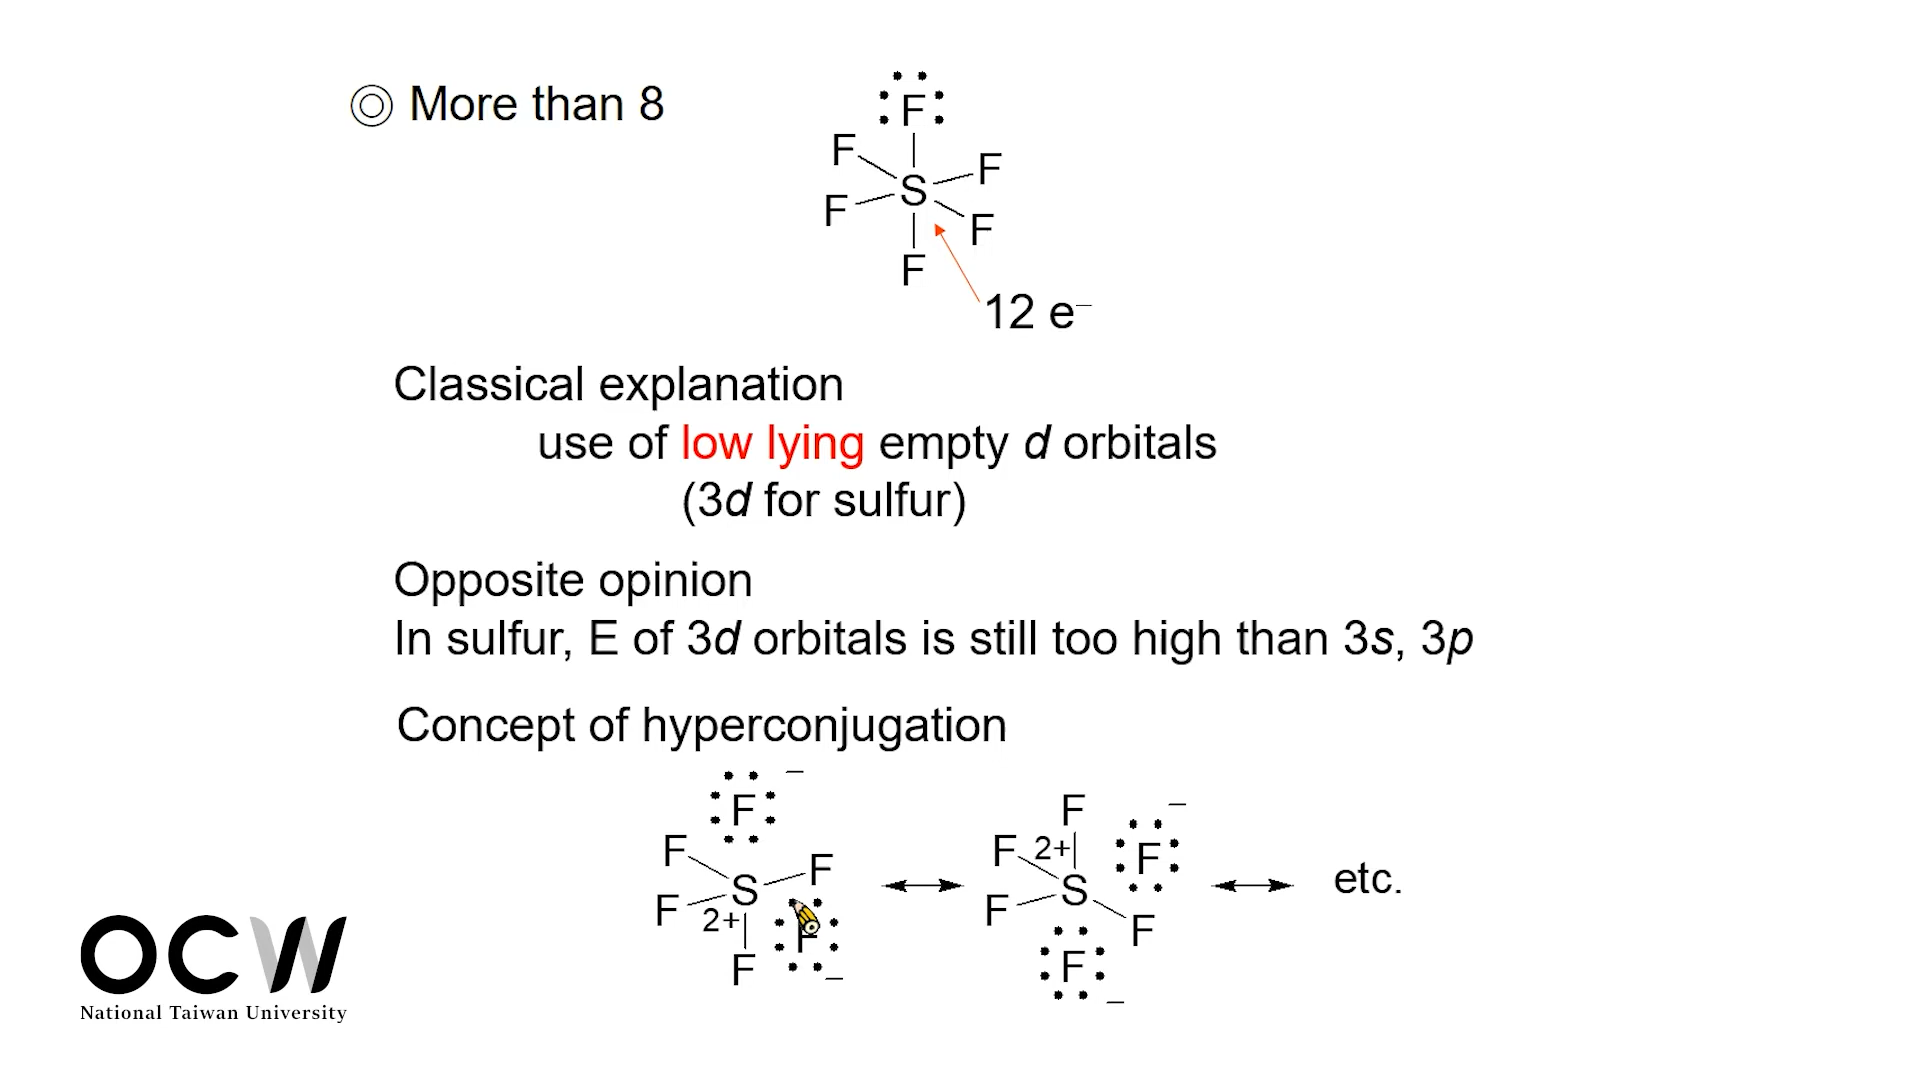 ◎ More than 8
F
F
F
S
F
F
F
12 e–
Classical explanation
use of low lying empty d orbitals
(3d for sulfur)
Opposite opinion
In sulfur, E of 3d orbitals is still too high than 3s, 3p
Concept of hyperconjugation
F –
F
F
S
F
2+
F
F –
F
F
2+
F –
S
F
F
F –
etc.
OCW
National Taiwan University